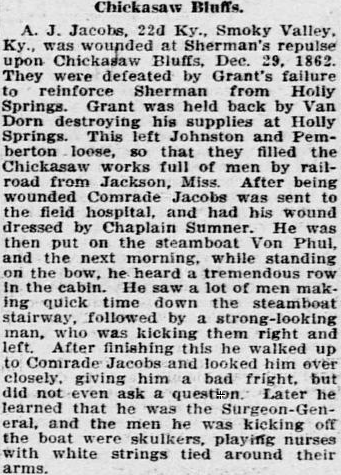 Chickasaw Bluffs.
A. J. Jacobs, 22d Ky., Smoky Valley,
Ky., was wounded at Sherman's repulse
upon Chickasaw Bluffs, Dec. 29, 1862.
They were defeated by Grant's failure
to reinforce Sherman from Holly
Springs. Grant was held back by Van
Dorn destroying his supplies at Holly
Springs. This left Johnston and Pem-
berton loose, so that they filled the
Chickasaw works full of men by rail-
road from Jackson, Miss. After being
wounded Comrade Jacobs was sent to
the field hospital, and had his wound
dressed by Chaplain Sumner. He was
then put on the steamboat Von Phul,
and the next morning, while standing
on the bow, he heard a tremendous row
in the cabin. He saw a lot of men mak-
ing quick time down the steamboat
stairway, followed by a strong-looking
man, who was kicking them right and
left. After finishing this he walked up
to Comrade Jacobs and looked him over
closely, giving him a bad fright, but
did not even ask a question. Later he
learned that he was the Surgeon-Gen-
eral, and the men he was kicking off
the boat were skulkers, playing nurses
with white strings tied around their
arms.